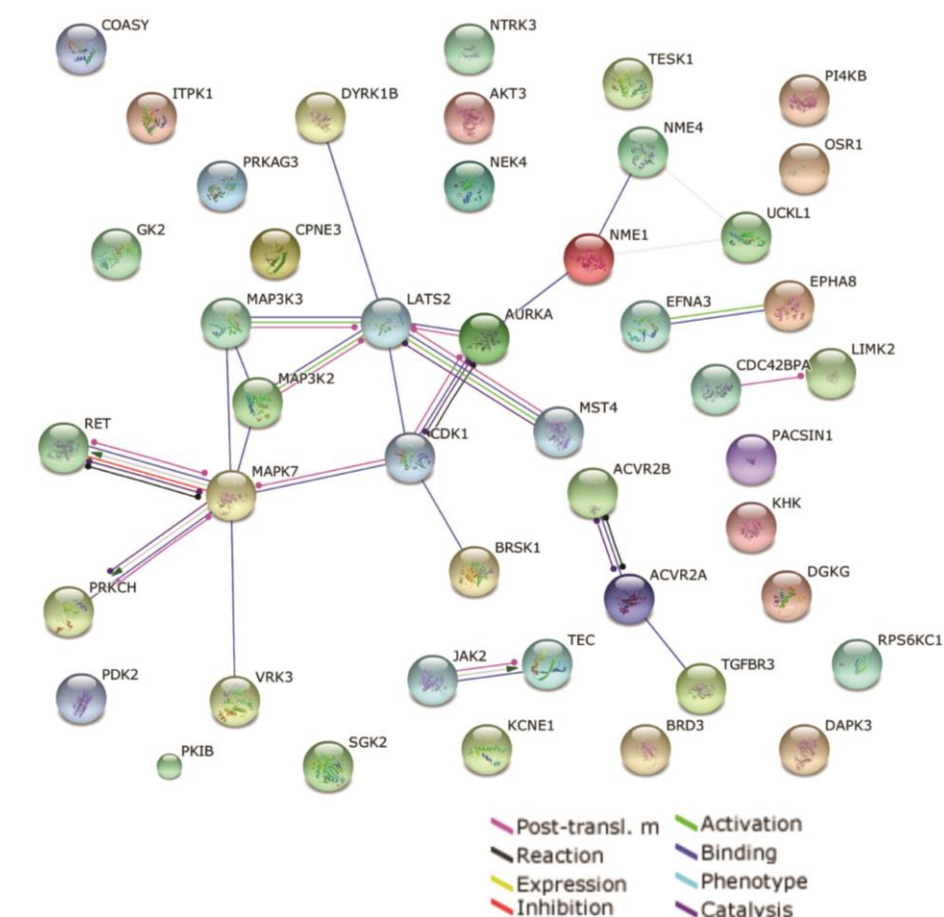 COASY
NTRK3
TESK1
PI4KB
ITPK1
DYRK1B
AKT3
NME4
OSR1
PRKAG3
NEK4
UCKL1
GK2
CPNE3
NME1
EPHA8
MAP3K3
LATS2
AURKA
EFNA3
LIMK2
CDC42BPA
MAP3K2
MST4
RET
CDK1
PACSIN1
MAPK7
ACVR2B
KHK
BRSK1
ACVR2A
DGKG
PRKCH
TEC
RPS6KC1
JAK2
TGFBR3
PDK2
VRK3
KCNE1
BRD3
DAPK3
PKIB
SGK2
Post-transl. m
Activation
Reaction
Binding
Expression
Phenotype
Inhibition
Catalysis